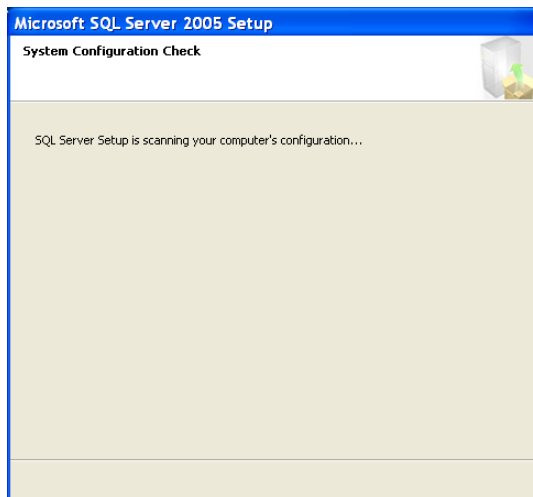 Microsoft SQL Server 2005 Setup
System Configuration Check
SQL Server Setup is scanning your computer's configuration...